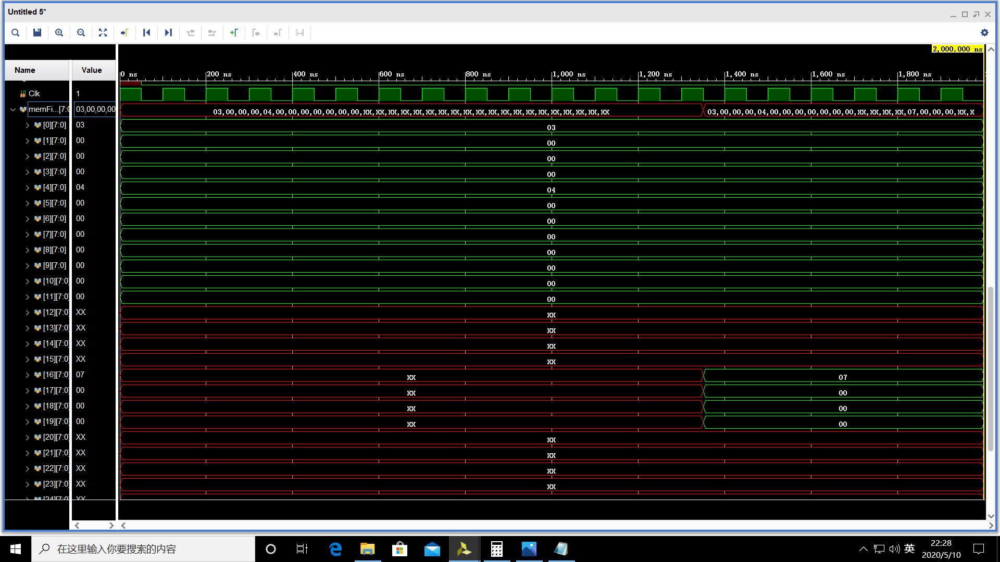 Untitled 5*
2,000.000 ns
Name Value
0 ns 200 ns 400 ns 600 ns 800 ns 1,000 ns 1,200 ns 1,400 ns 1,600 ns 1,800 ns
Clk 1
memFi...[7:0 03,00,00,00 03,00,00,00,04,00,00,00,00,00,00,00,XX,XX,XX,XX,XX,XX,XX,XX,XX,XX,XX,XX,XX,XX,XX,XX,XX,XX,XX,XX 03,00,00,00,04,00,00,00,00,00,00,00,XX,XX,XX,XX,07,00,00,00,XX,X
[0][7:0] 03 03
[1][7:0] 00 00
[2][7:0] 00 00
[3][7:0] 00 00
[4][7:0] 04 04
[5][7:0] 00 00
[6][7:0] 00 00
[7][7:0] 00 00
[8][7:0] 00 00
[9][7:0] 00 00
[10][7:0] 00 00
[11][7:0] 00 00
[12][7:0] XX XX
[13][7:0] XX XX
[14][7:0] XX XX
[15][7:0] XX XX
[16][7:0] 07 XX 07
[17][7:0] 00 XX 00
[18][7:0] 00 XX 00
[19][7:0] 00 XX 00
[20][7:0] XX XX
[21][7:0] XX XX
[22][7:0] XX XX
[23][7:0] XX XX
[24][7:0] XX
在这里输入你要搜索的内容
英
22:28
2020/5/10